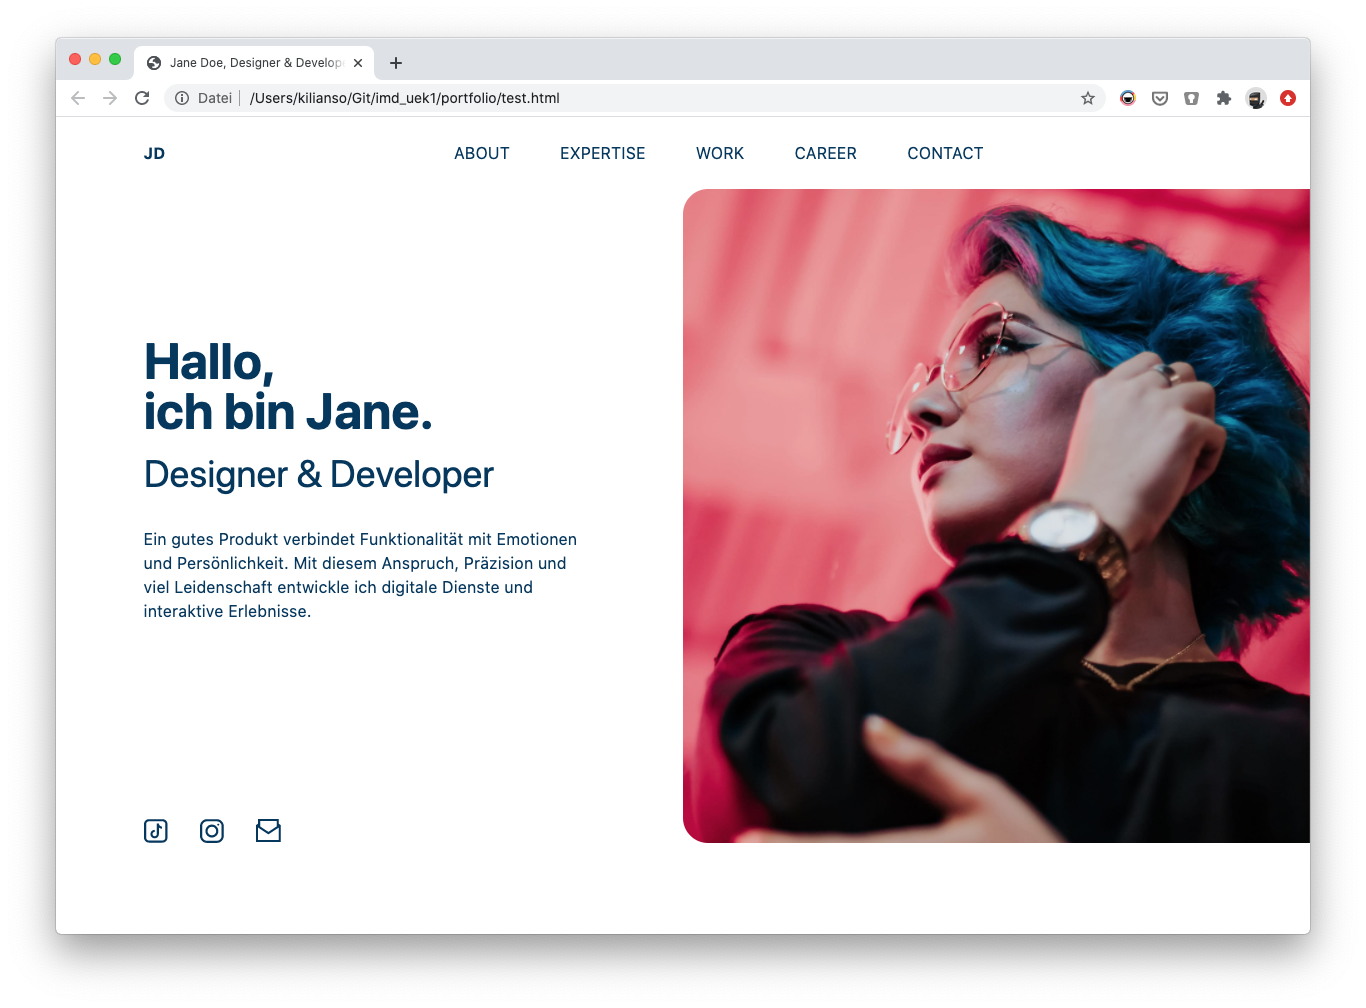 Jane Doe, Designer & Develope
Datei /Users/kilianso/Git/imd_uek1/portfolio/test.html
JD ABOUT EXPERTISE WORK CAREER CONTACT
Hallo,
ich bin Jane.
Designer & Developer
Ein gutes Produkt verbindet Funktionalität mit Emotionen
und Persönlichkeit. Mit diesem Anspruch, Präzision und
viel Leidenschaft entwickle ich digitale Dienste und
interaktive Erlebnisse.